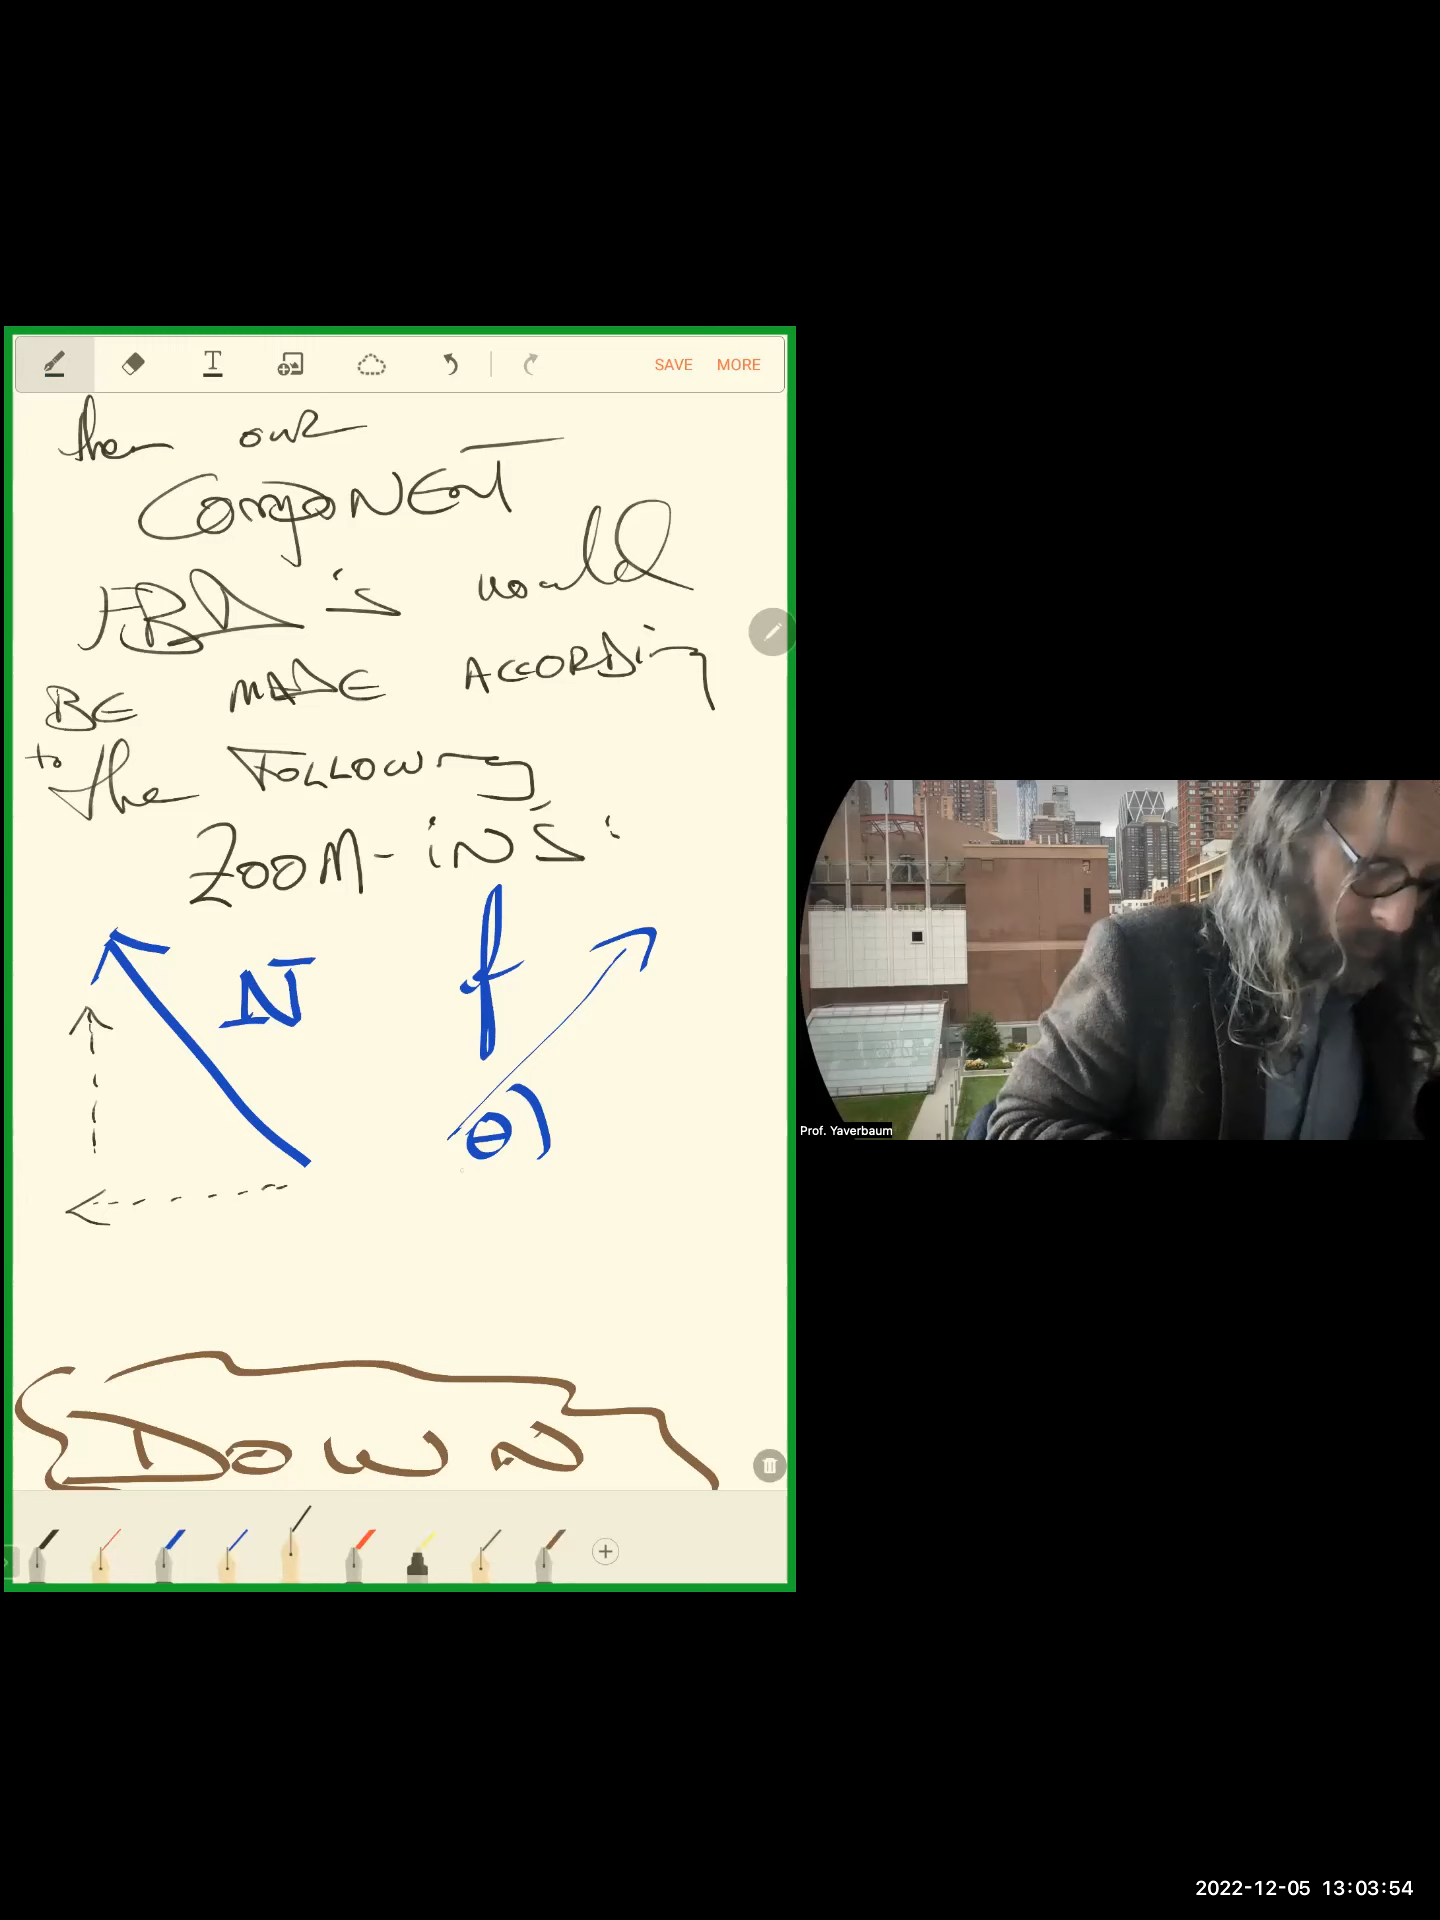 T
SAVE MORE
then our
COMPONENT
FBD's would
BE MADE ACCORDing
to the FOLLOWing
ZOOM-iN'S:
N f
θ
DOWN
Prof. Yaverbaum
2022-12-05 13:03:54